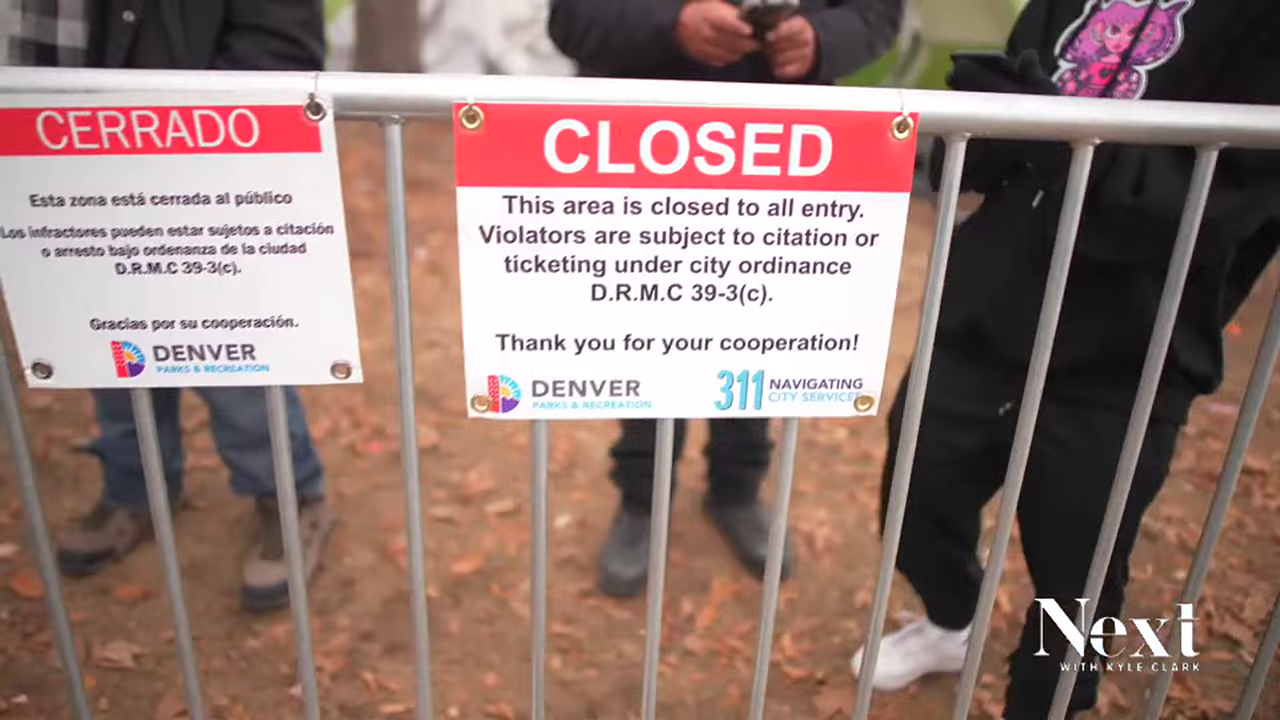 CERRADO
Esta zona está cerrada al público
Los infractores pueden estar sujetos a citación
o arresto bajo ordenanza de la ciudad
D.R.M.C 39-3(c).
Gracias por su cooperación.
DENVER
PARKS & RECREATION
CLOSED
This area is closed to all entry.
Violators are subject to citation or
ticketing under city ordinance
D.R.M.C 39-3(c).
Thank you for your cooperation!
DENVER
PARKS & RECREATION
311 NAVIGATING
CITY SERVICES
Next
WITH KYLE CLARK